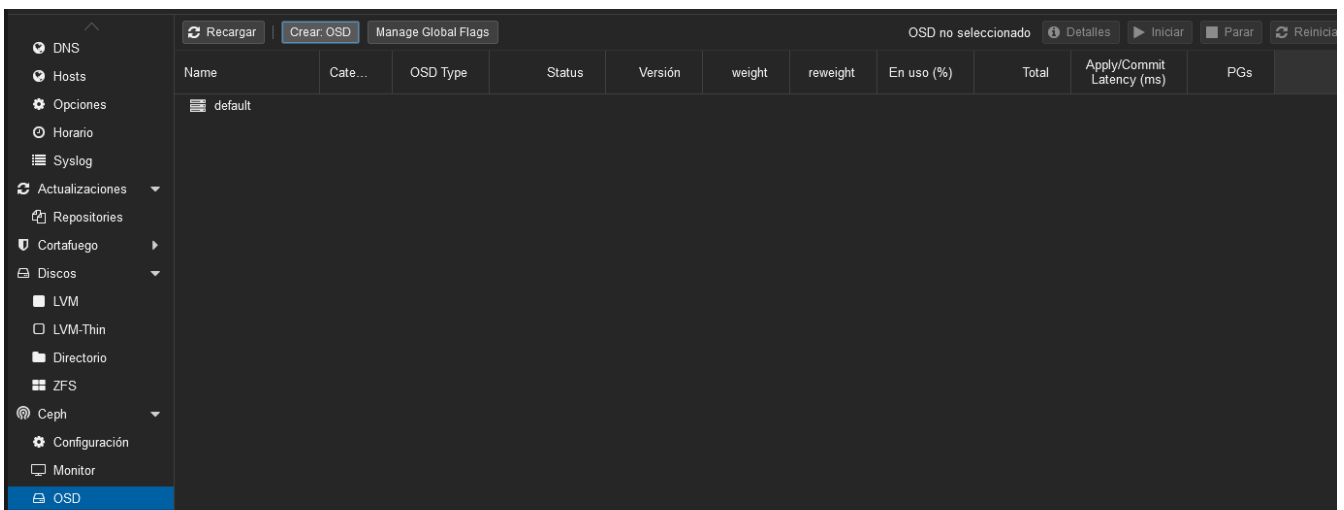 DNS
Hosts
Opciones
Horario
Syslog
Actualizaciones
Repositories
Cortafuego
Discos
LVM
LVM-Thin
Directorio
ZFS
Ceph
Configuración
Monitor
OSD
Recargar Crear: OSD Manage Global Flags OSD no seleccionado Detalles Iniciar Parar Reinicia
Name Cate... OSD Type Status Versión weight reweight En uso (%) Total Apply/Commit Latency (ms) PGs
default